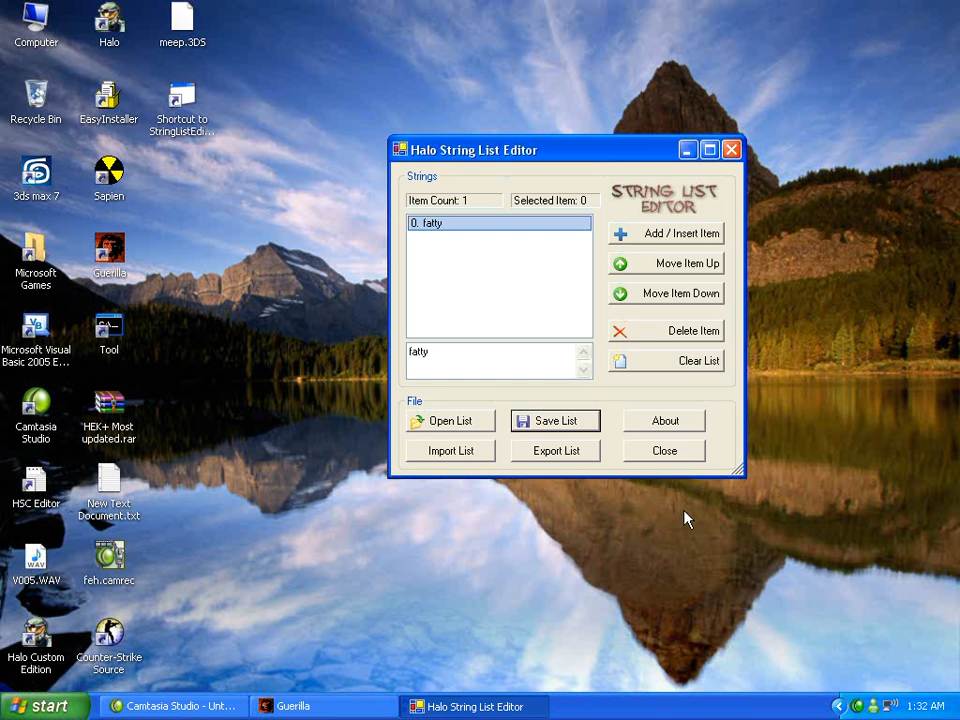 Computer
Halo
meep.3DS
Recycle Bin
EasyInstaller
Shortcut to
StringListEdi...
3ds max 7
Sapien
Microsoft
Games
Guerilla
Microsoft Visual
Basic 2005 E...
Tool
Camtasia
Studio
HEK+ Most
updated.rar
HSC Editor
New Text
Document.txt
WAV
V005.WAV
feh.camrec
Halo Custom
Edition
Counter-Strike
Source
Halo String List Editor
Strings
Item Count: 1
Selected Item: 0
STRING LIST
EDITOR
0. fatty
Add / Insert Item
Move Item Up
Move Item Down
Delete Item
fatty
Clear List
File
Open List
Save List
About
Import List
Export List
Close
start
Camtasia Studio - Unt...
Guerilla
Halo String List Editor
1:32 AM